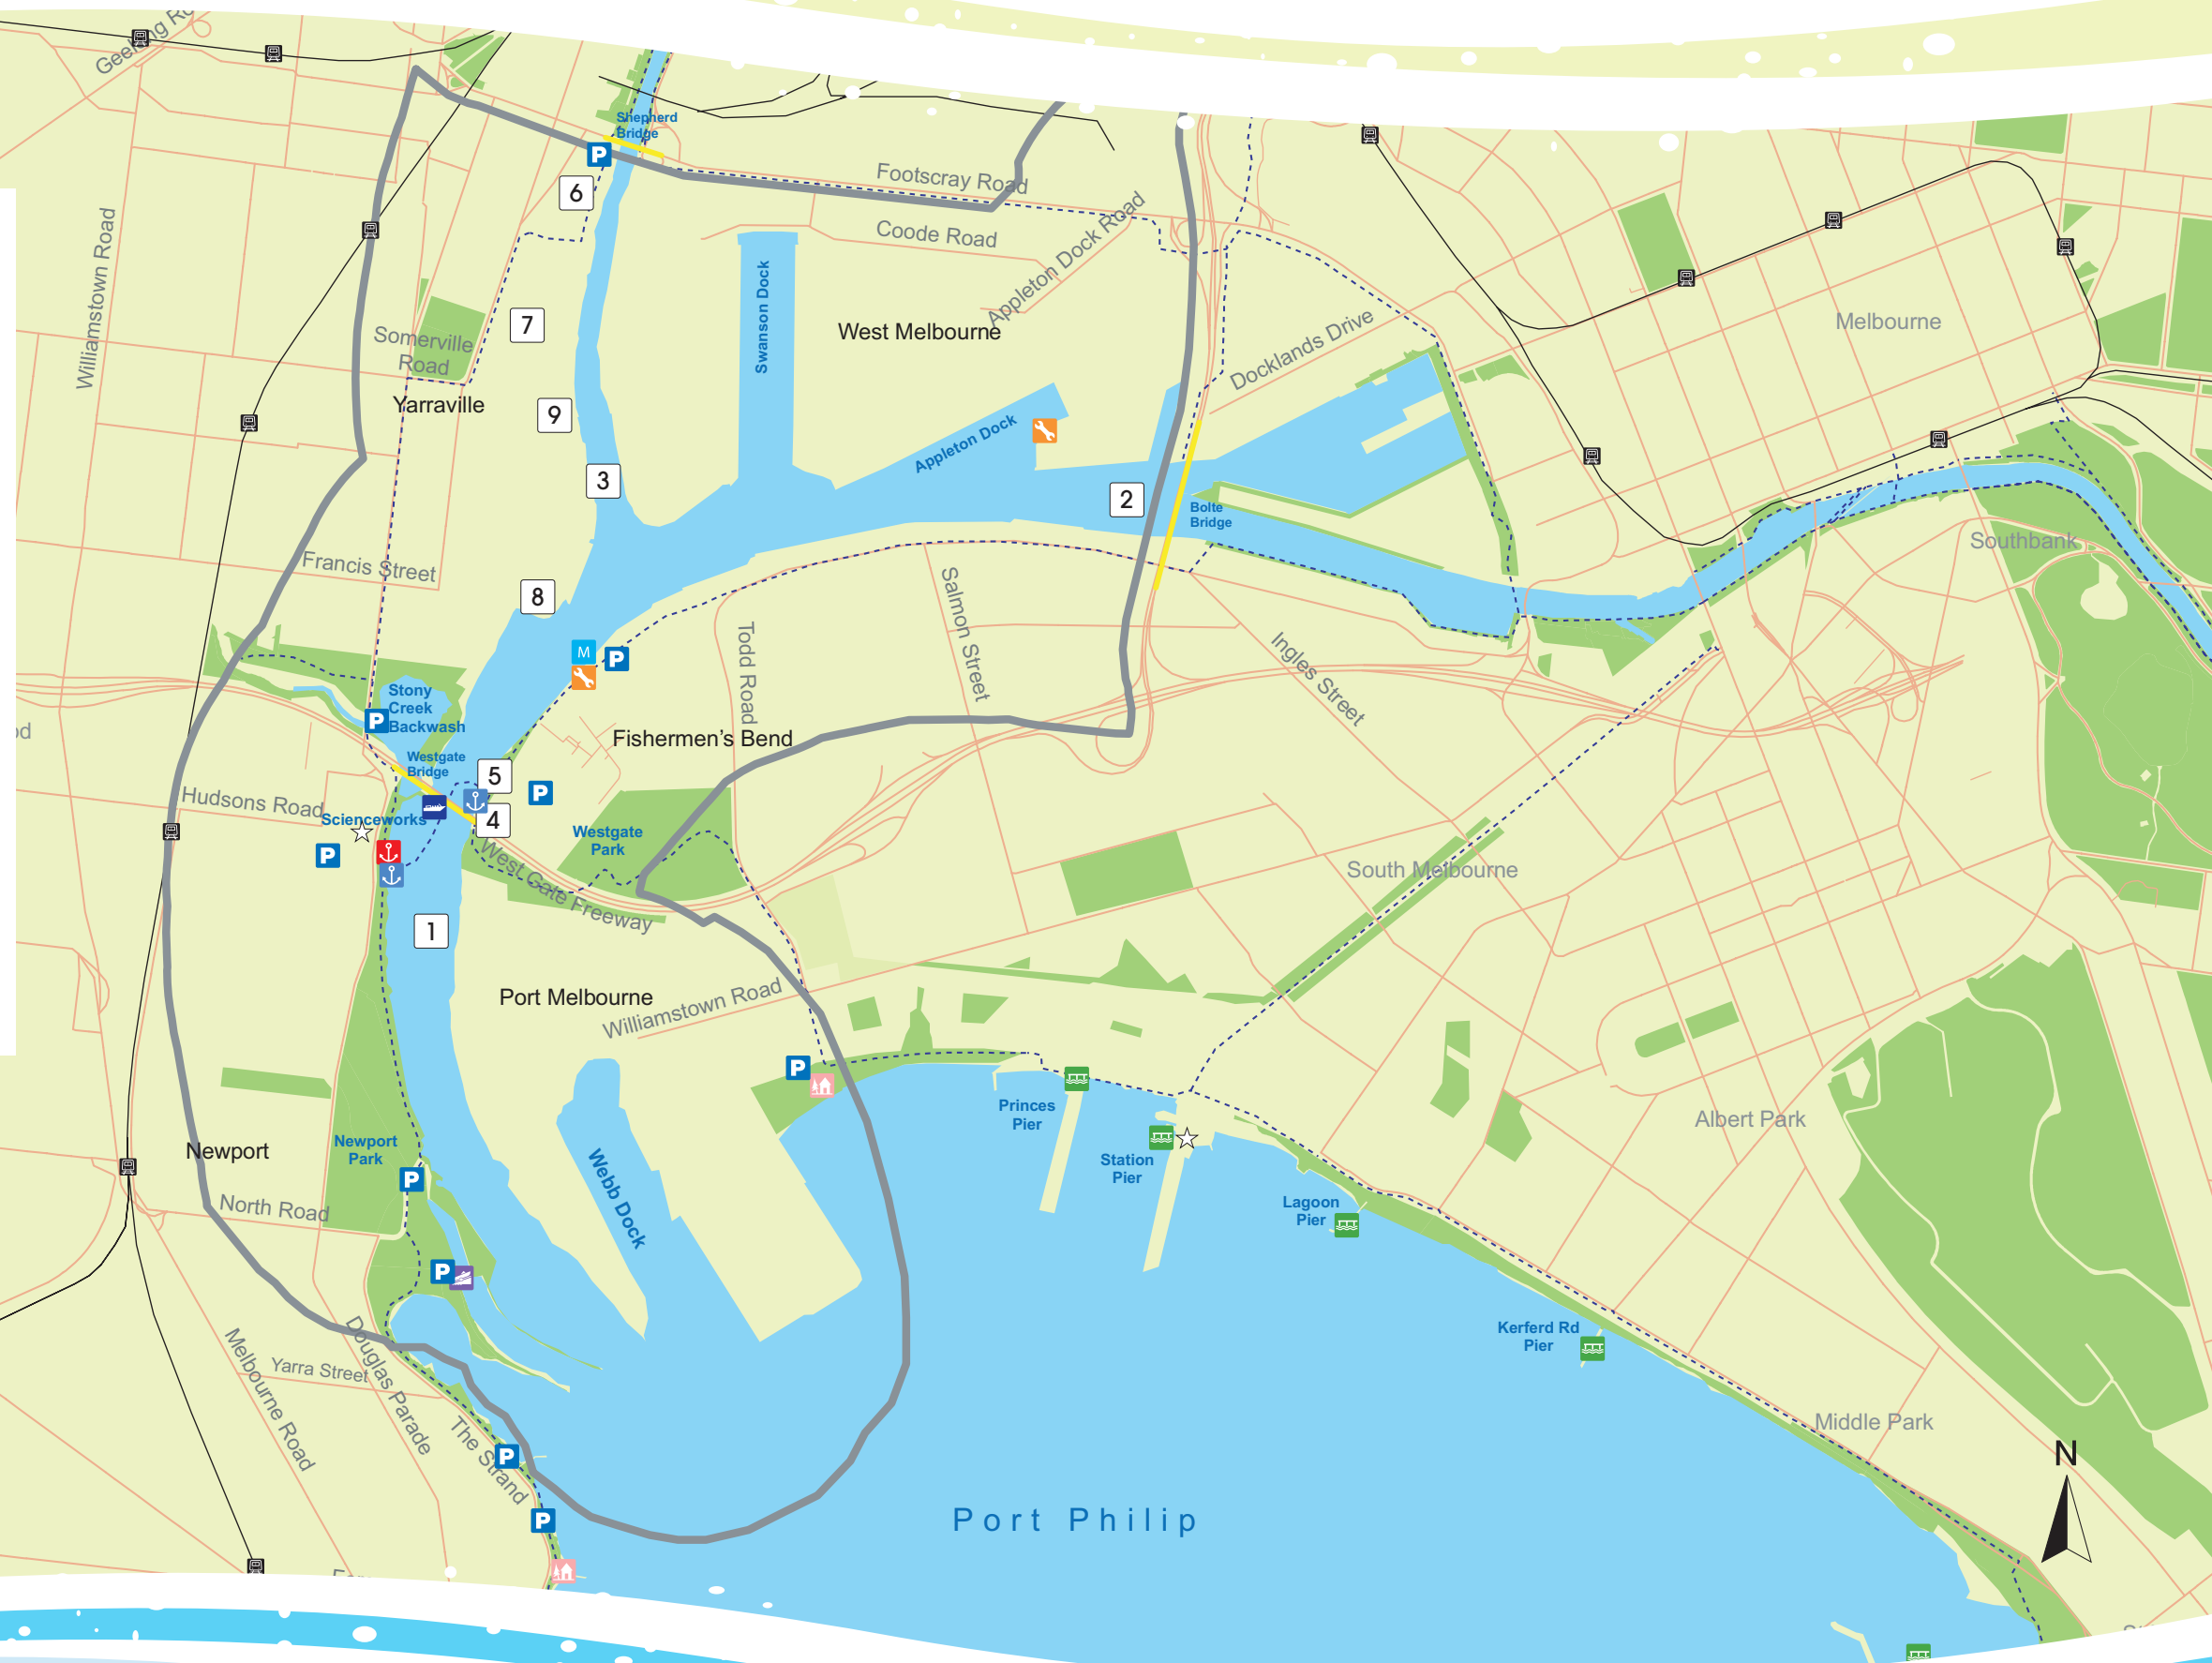 Geelong Ro
Shepherd
Bridge
P
6
Footscray Road
Coode Road
Appleton Dock Road
Williamstown Road
7
Swanson Dock
West Melbourne
Docklands Drive
Melbourne
Somerville
Road
Yarraville
9
Appleton Dock
3
2
Bolte
Bridge
Southbank
Francis Street
8
Salmon Street
Todd Road
Ingles Street
M
P
Stony
Creek
Backwash
P
od
Fishermen's Bend
Westgate
Bridge
5
P
Hudsons Road
Scienceworks
4
Westgate
Park
P
West Gate Freeway
South Melbourne
1
Port Melbourne
Williamstown Road
P
Princes
Pier
Albert Park
Newport
Newport
Park
P
Webb Dock
Station
Pier
North Road
Lagoon
Pier
P
Kerferd Rd
Pier
Melbourne Road
Yarra Street
Douglas Parade
The Strand
P
Middle Park
N
P
Port Philip